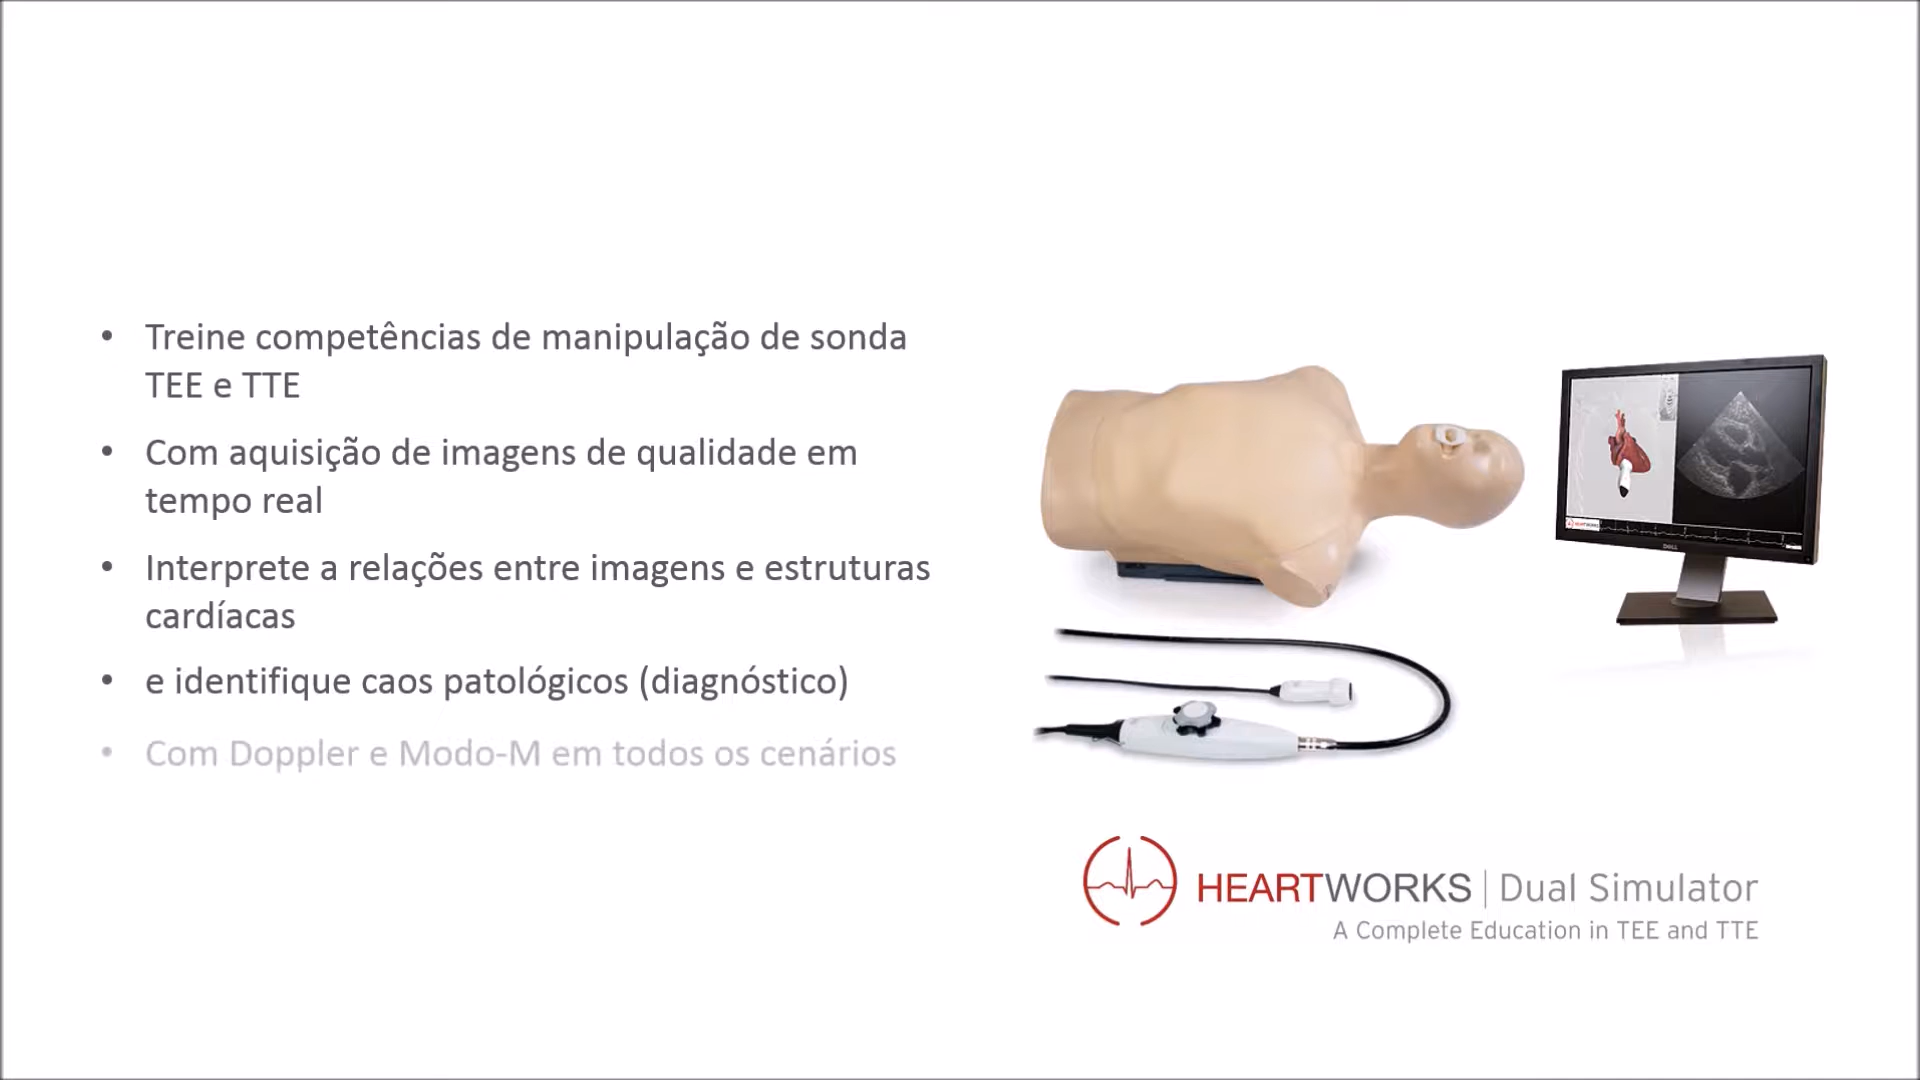 • Treine competências de manipulação de sonda
TEE e TTE
• Com aquisição de imagens de qualidade em
tempo real
• Interprete a relações entre imagens e estruturas
cardíacas
• e identifique caos patológicos (diagnóstico)
• Com Doppler e Modo-M em todos os cenários
HEARTWORKS
DELL
HEARTWORKS | Dual Simulator
A Complete Education in TEE and TTE